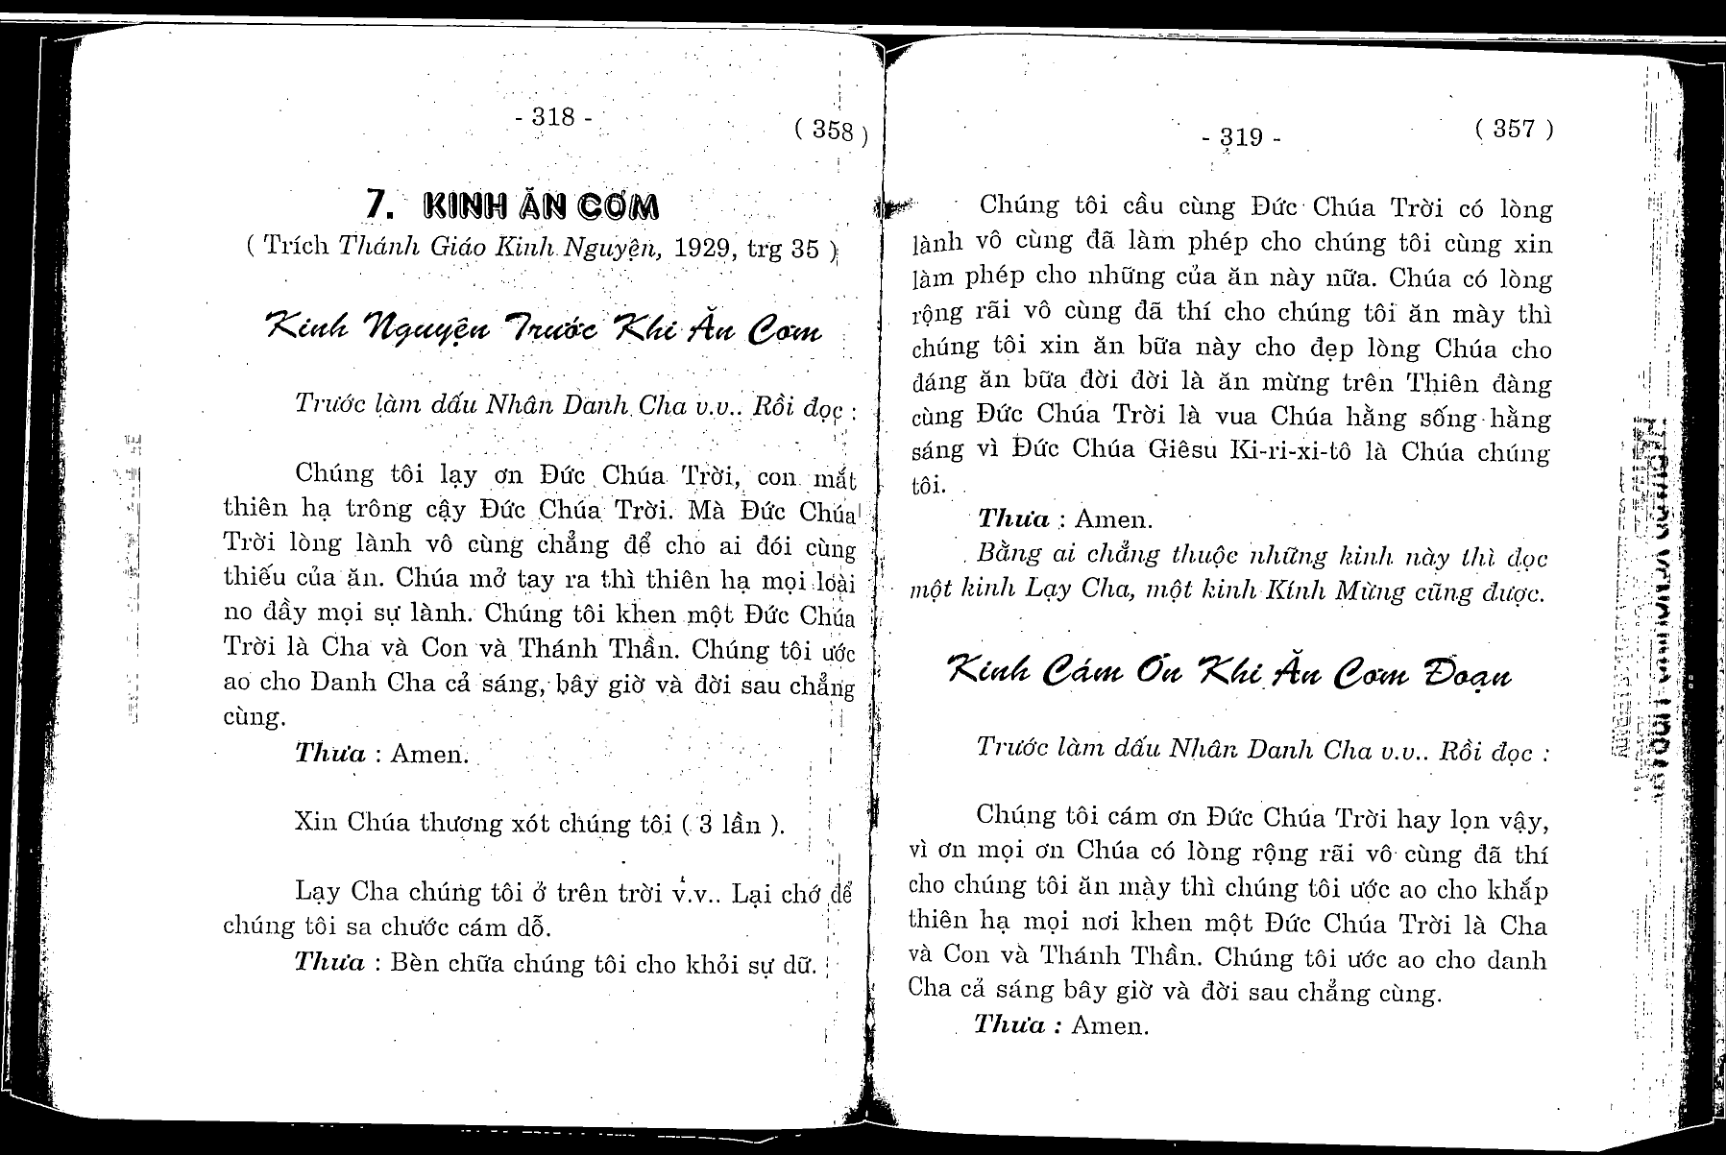 - 318 -
( 358 )
7. KINH ĂN CƠM
( Trích Thánh Giáo Kinh Nguyện, 1929, trg 35 )
Kinh Nguyện Trước Khi Ăn Cơm
Trước làm dấu Nhân Danh Cha v.v.. Rồi đọc :
Chúng tôi lạy ơn Đức Chúa Trời, con mắt
thiên hạ trông cậy Đức Chúa Trời. Mà Đức Chúa
Trời lòng lành vô cùng chẳng để cho ai đói cùng
thiếu của ăn. Chúa mở tay ra thì thiên hạ mọi loài
no đầy mọi sự lành. Chúng tôi khen một Đức Chúa
Trời là Cha và Con và Thánh Thần. Chúng tôi ước
ao cho Danh Cha cả sáng, bây giờ và đời sau chẳng
cùng.
Thưa : Amen.
Xin Chúa thương xót chúng tôi ( 3 lần ).
Lạy Cha chúng tôi ở trên trời v.v.. Lại chớ để
chúng tôi sa chước cám dỗ.
Thưa : Bèn chữa chúng tôi cho khỏi sự dữ.
- 319 -
( 357 )
Chúng tôi cầu cùng Đức Chúa Trời có lòng
lành vô cùng đã làm phép cho chúng tôi cùng xin
làm phép cho những của ăn này nữa. Chúa có lòng
rộng rãi vô cùng đã thí cho chúng tôi ăn mày thì
chúng tôi xin ăn bữa này cho đẹp lòng Chúa cho
đáng ăn bữa đời đời là ăn mừng trên Thiên đàng
cùng Đức Chúa Trời là vua Chúa hằng sống hằng
sáng vì Đức Chúa Giêsu Ki-ri-xi-tô là Chúa chúng
tôi.
Thưa : Amen.
Bằng ai chẳng thuộc những kinh này thì đọc
một kinh Lạy Cha, một kinh Kính Mừng cũng được.
Kinh Cám Ơn Khi Ăn Cơm Đoạn
Trước làm dấu Nhân Danh Cha v.v.. Rồi đọc :
Chúng tôi cám ơn Đức Chúa Trời hay lọn vậy,
vì ơn mọi ơn Chúa có lòng rộng rãi vô cùng đã thí
cho chúng tôi ăn mày thì chúng tôi ước ao cho khắp
thiên hạ mọi nơi khen một Đức Chúa Trời là Cha
và Con và Thánh Thần. Chúng tôi ước ao cho danh
Cha cả sáng bây giờ và đời sau chẳng cùng.
Thưa : Amen.